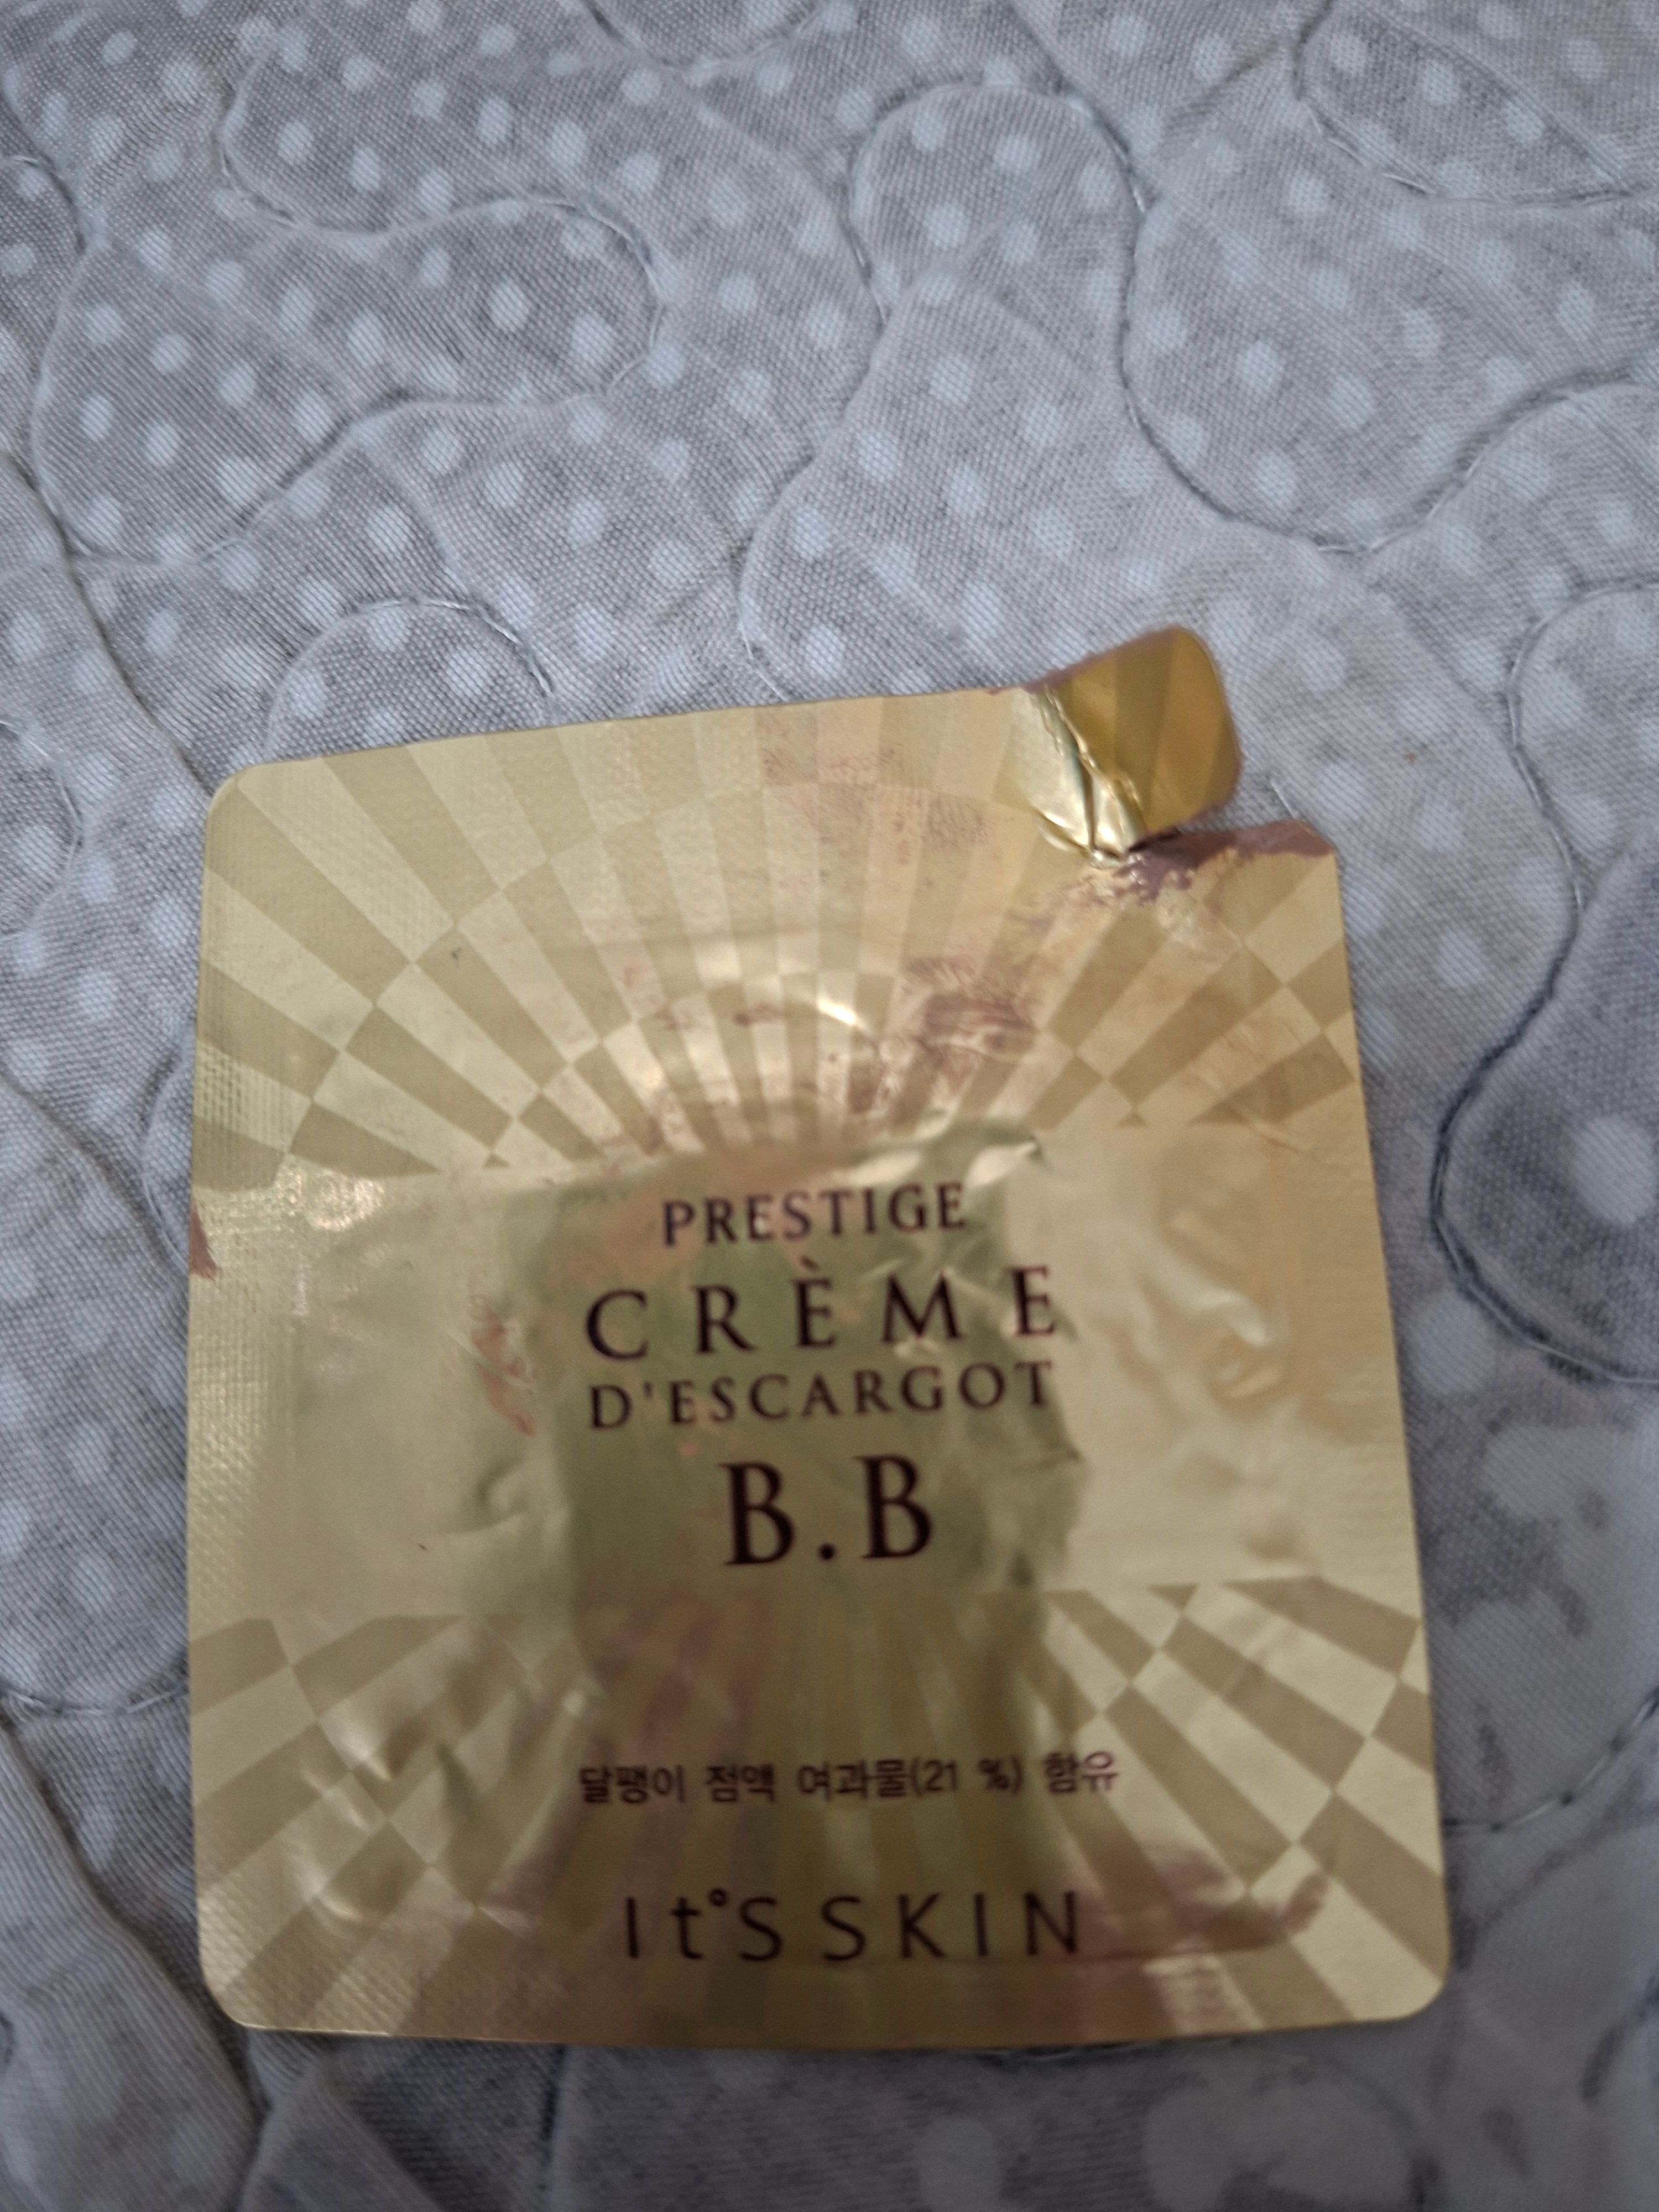 PRESTIGE
CRÈME
D'ESCARGOT
B.B
달팽이 점액 여과물(21 %) 함유
It°S SKIN